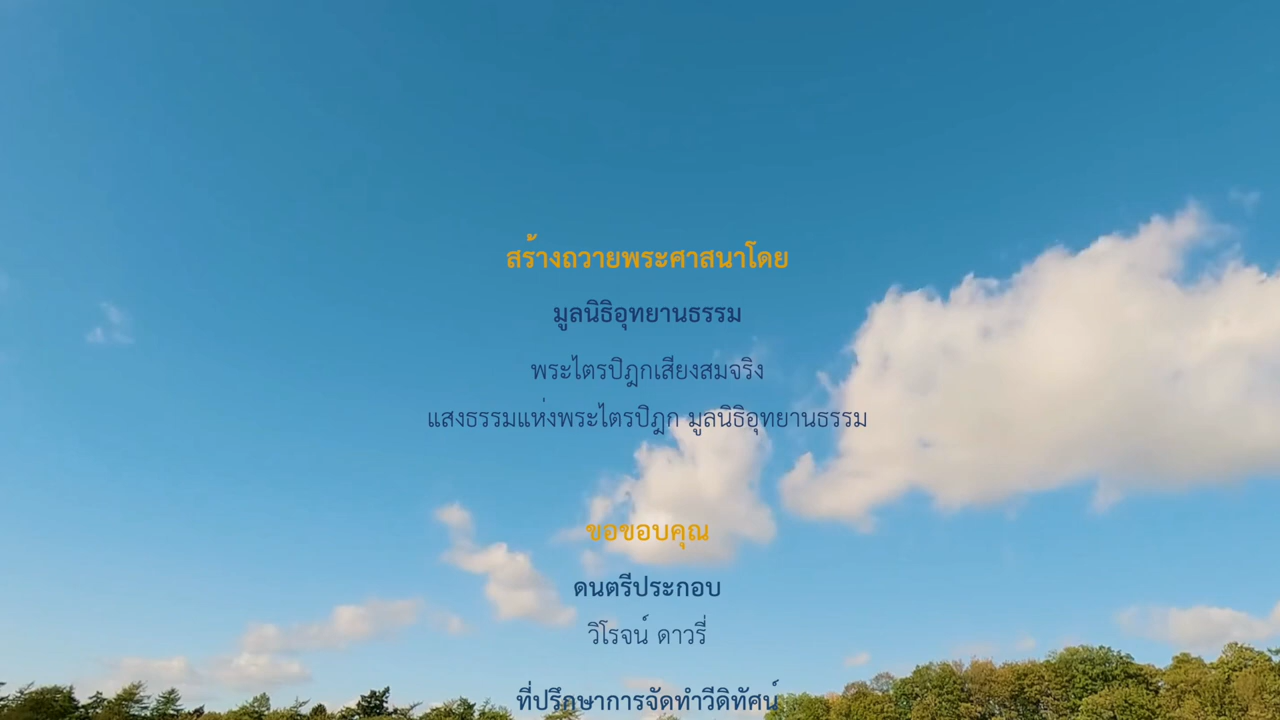 สร้างถวายพระศาสนาโดย
มูลนิธิอุทยานธรรม
พระไตรปิฎกเสียงสมจริง
แสงธรรมแห่งพระไตรปิฎก มูลนิธิอุทยานธรรม
ขอขอบคุณ
ดนตรีประกอบ
วิโรจน์ ดาวรี่
ที่ปรึกษาการจัดทำวีดิทัศน์